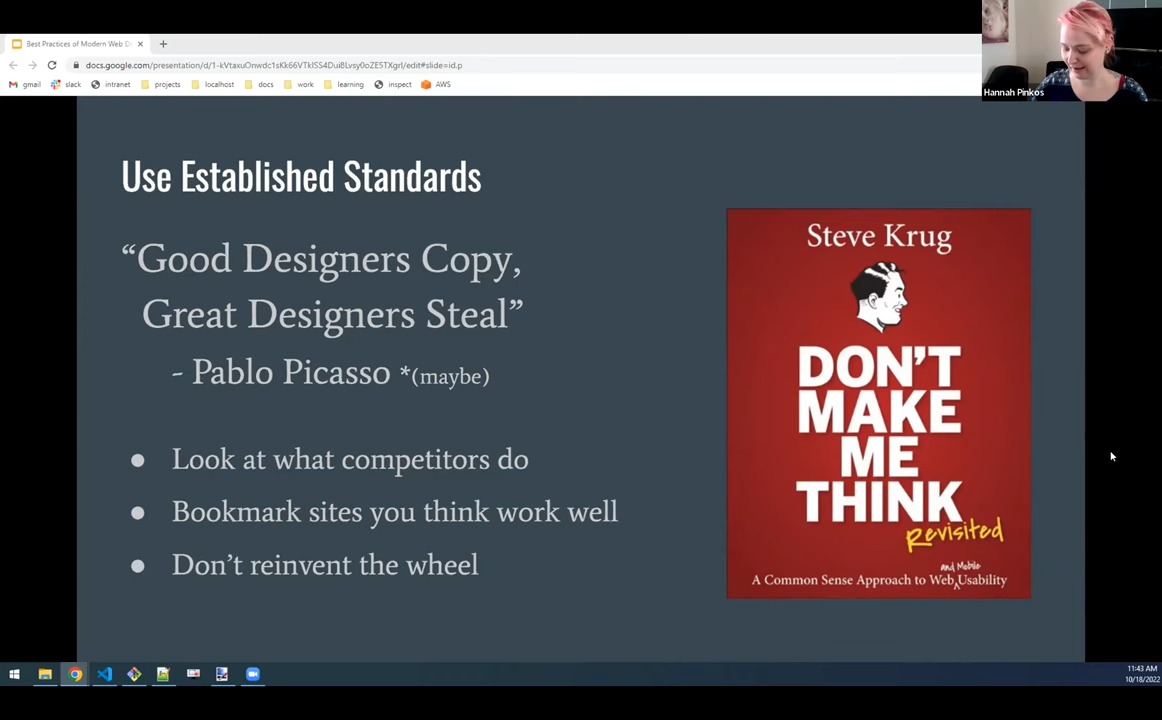 Best Practices of Modern Web D
docs.google.com/presentation/d/1-kVtaxuOnwdc1sKk66VTkISS4Dui8Lvsy0oZE5TXgrI/edit#slide=id.p
gmail slack intranet projects localhost docs work learning inspect AWS
Hannah Pinkos
Use Established Standards
“Good Designers Copy,
Great Designers Steal”
- Pablo Picasso *(maybe)
● Look at what competitors do
● Bookmark sites you think work well
● Don’t reinvent the wheel
Steve Krug
DON’T
MAKE
ME
THINK
Revisited
and Mobile
A Common Sense Approach to Web Usability
11:43 AM
10/18/2022